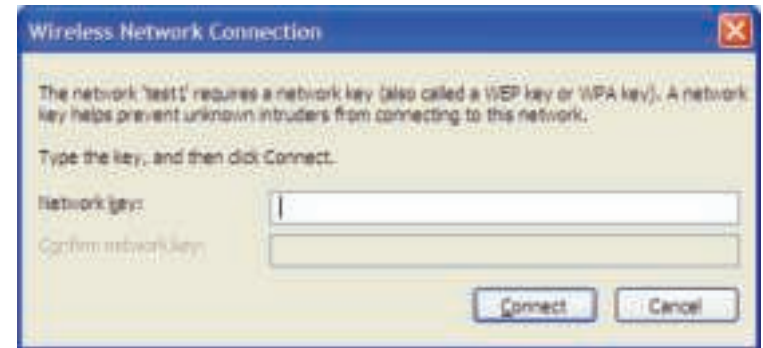 Wireless Network Connection
The network 'test1' requires a network key (also called a WEP key or WPA key). A network
key helps prevent unknown intruders from connecting to this network.
Type the key, and then click Connect.
Network key:
Confirm network key:
Connect Cancel